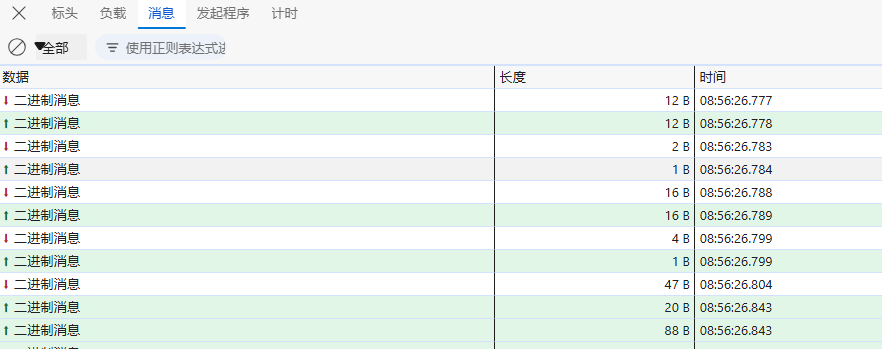 标头 负载 消息 发起程序 计时
全部 使用正则表达式
数据 长度 时间
↓ 二进制消息 12 B 08:56:26.777
↑ 二进制消息 12 B 08:56:26.778
↓ 二进制消息 2 B 08:56:26.783
↑ 二进制消息 1 B 08:56:26.784
↓ 二进制消息 16 B 08:56:26.788
↑ 二进制消息 16 B 08:56:26.789
↓ 二进制消息 4 B 08:56:26.799
↑ 二进制消息 1 B 08:56:26.799
↓ 二进制消息 47 B 08:56:26.804
↑ 二进制消息 20 B 08:56:26.843
↑ 二进制消息 88 B 08:56:26.843